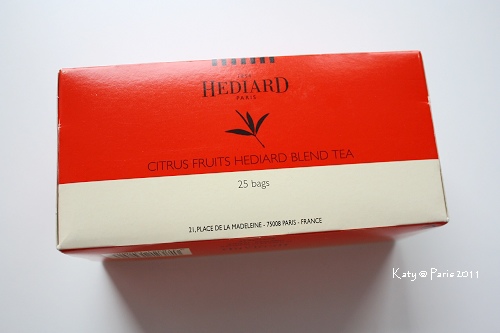 HEDIARD
PARIS
CITRUS FRUITS HEDIARD BLEND TEA
25 bags
21, PLACE DE LA MADELEINE - 75008 PARIS - FRANCE
Katy @ Paris 2011